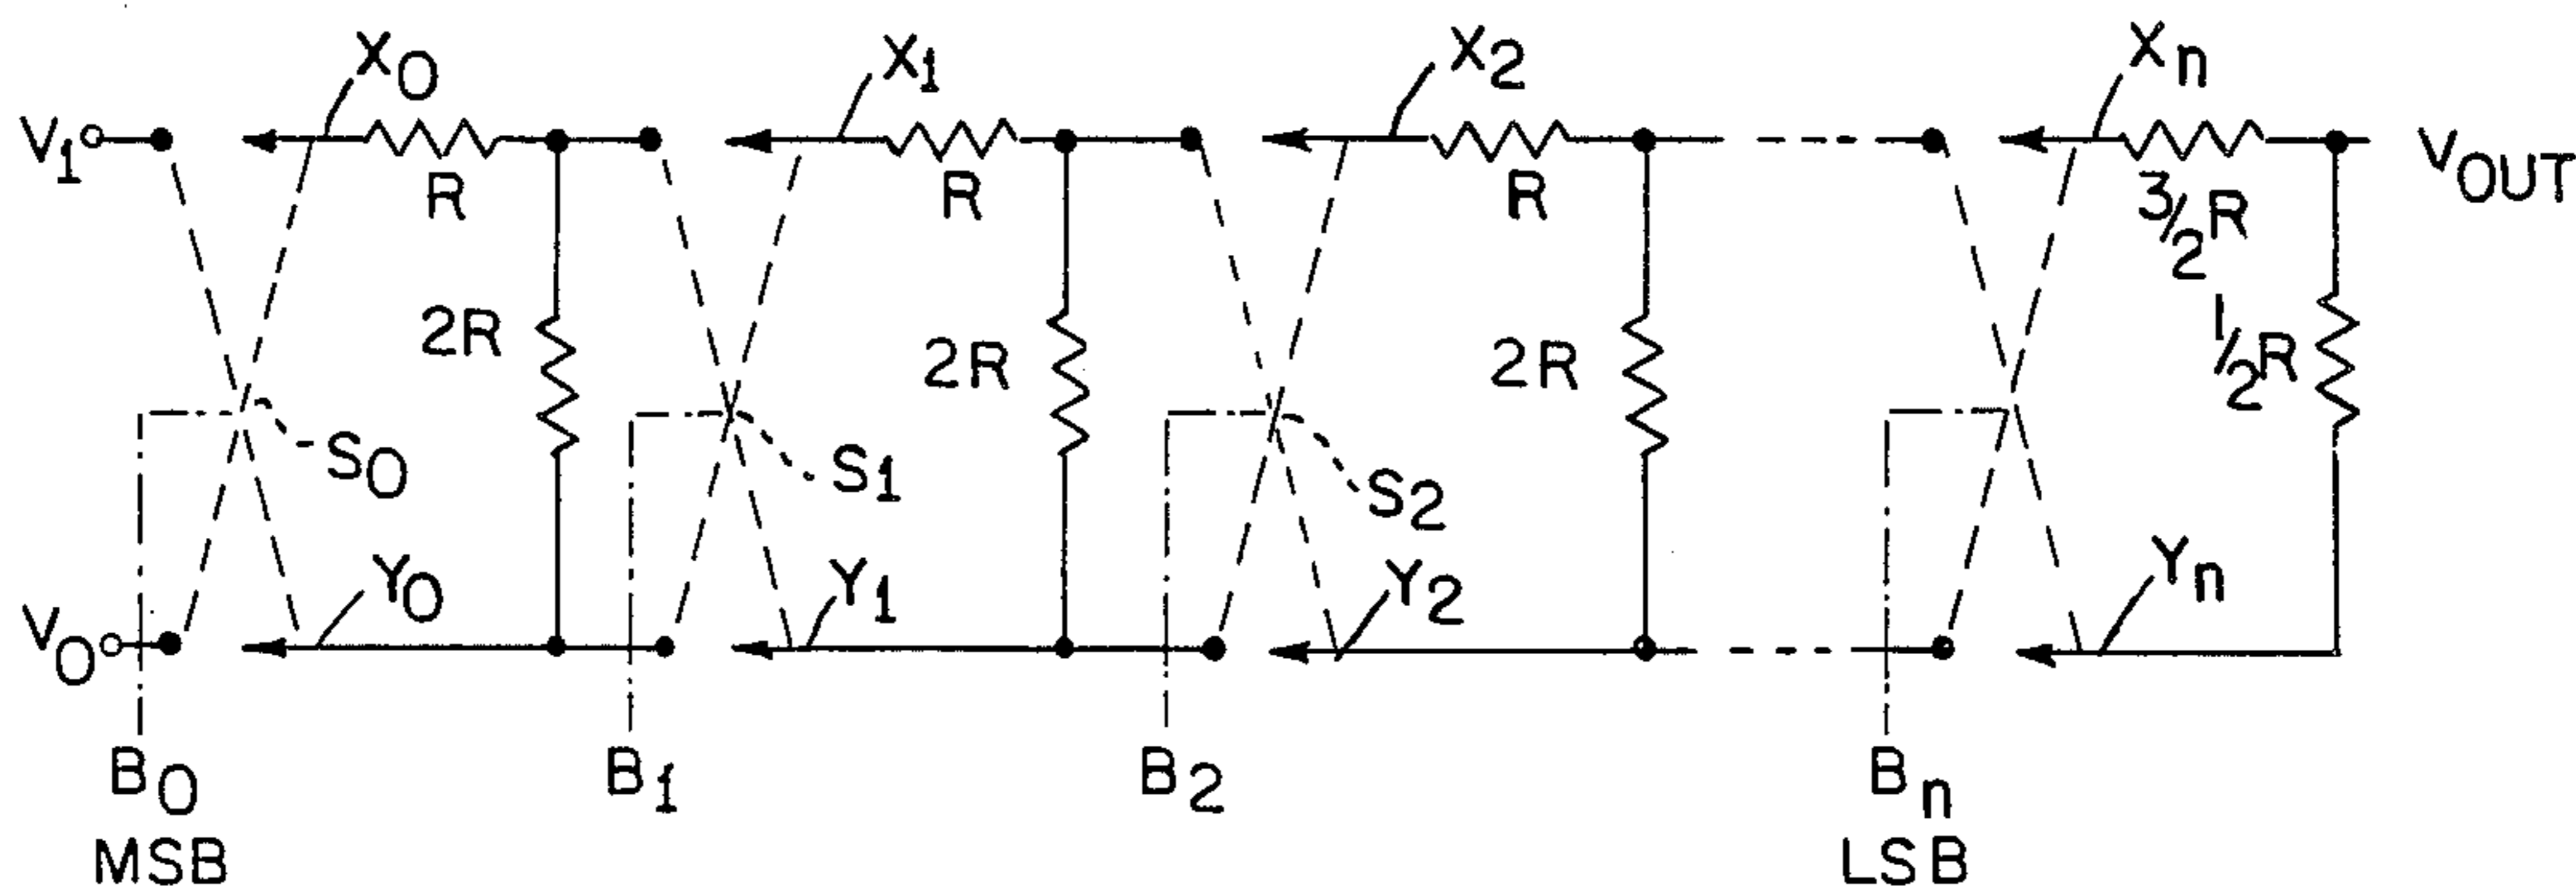 X0 X1 X2 Xn
V1 VOUT
R R R 3/2R
2R 2R 2R 1/2R
S0 S1 S2
Y0 Y1 Y2 Yn
V0
B0 B1 B2 Bn
MSB LSB